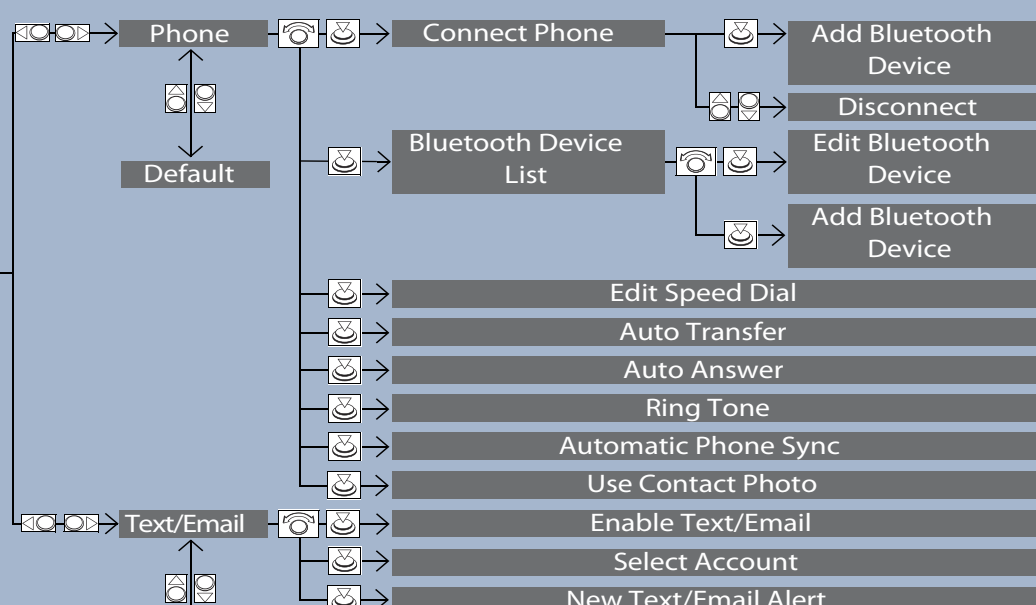 Phone
Connect Phone
Add Bluetooth
Device
Disconnect
Default
Bluetooth Device
List
Edit Bluetooth
Device
Add Bluetooth
Device
Edit Speed Dial
Auto Transfer
Auto Answer
Ring Tone
Automatic Phone Sync
Use Contact Photo
Text/Email
Enable Text/Email
Select Account
New Text/Email Alert